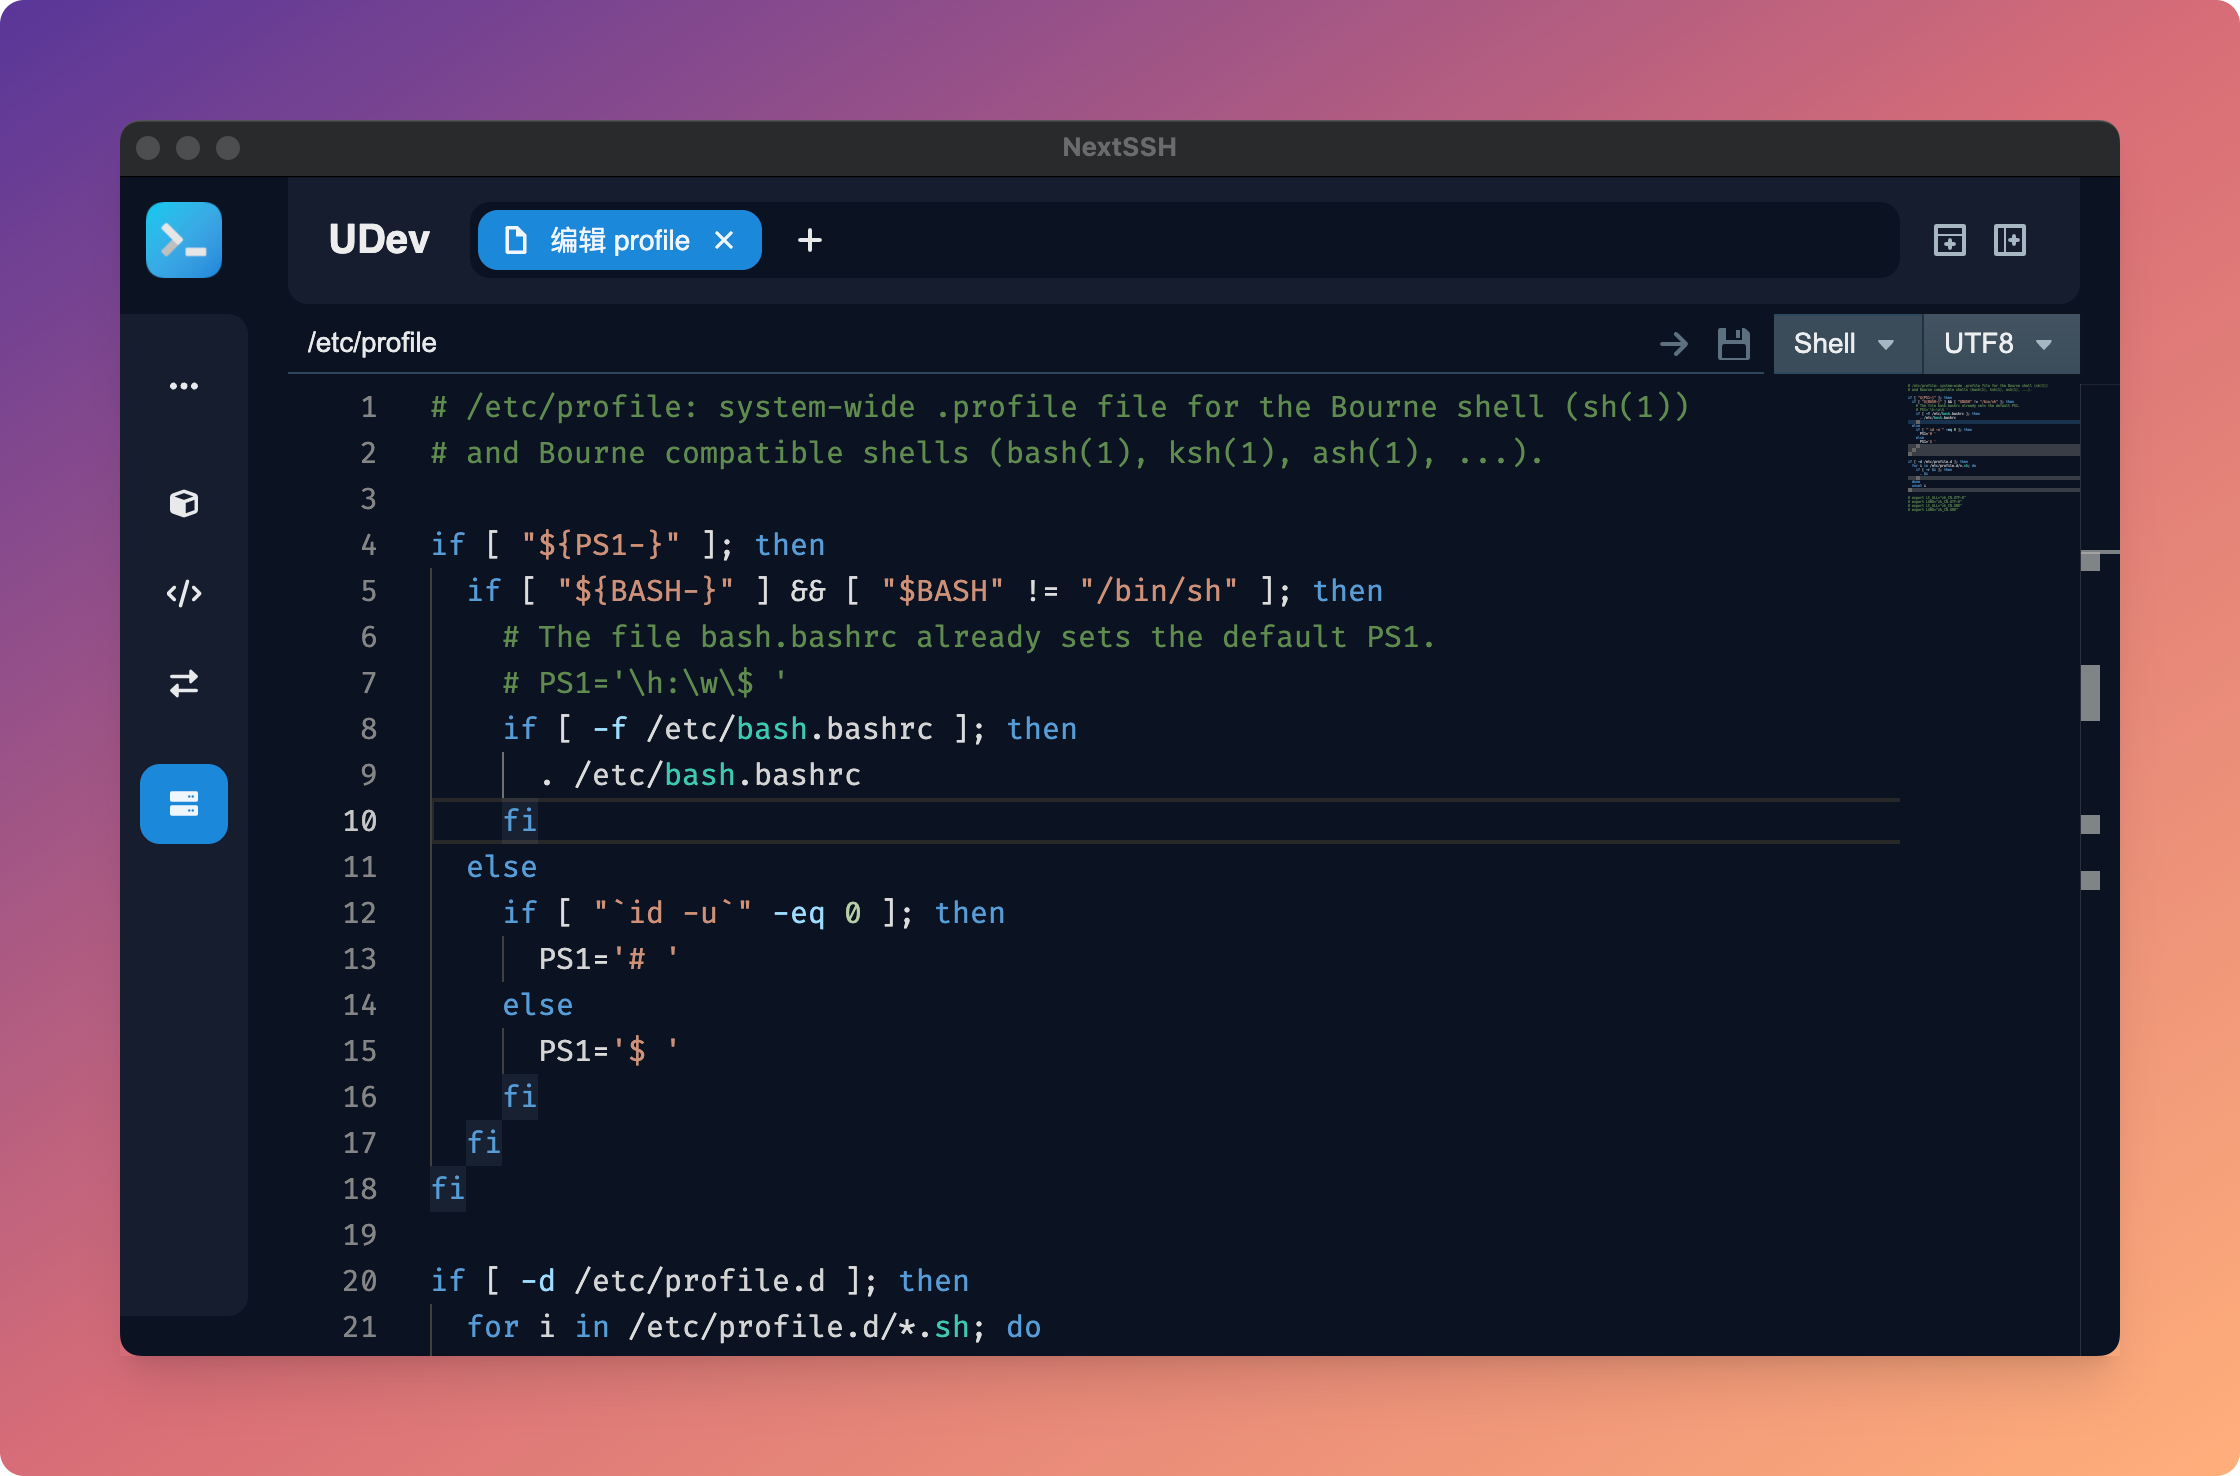 NextSSH
UDev
编辑 profile
/etc/profile
Shell
UTF8
1 # /etc/profile: system-wide .profile file for the Bourne shell (sh(1))
2 # and Bourne compatible shells (bash(1), ksh(1), ash(1), ...).
3
4 if [ "${PS1-}" ]; then
5   if [ "${BASH-}" ] && [ "$BASH" != "/bin/sh" ]; then
6     # The file bash.bashrc already sets the default PS1.
7     # PS1='\h:\w\$ '
8     if [ -f /etc/bash.bashrc ]; then
9       . /etc/bash.bashrc
10     fi
11   else
12     if [ "`id -u`" -eq 0 ]; then
13       PS1='# '
14     else
15       PS1='$ '
16     fi
17   fi
18 fi
19
20 if [ -d /etc/profile.d ]; then
21   for i in /etc/profile.d/*.sh; do